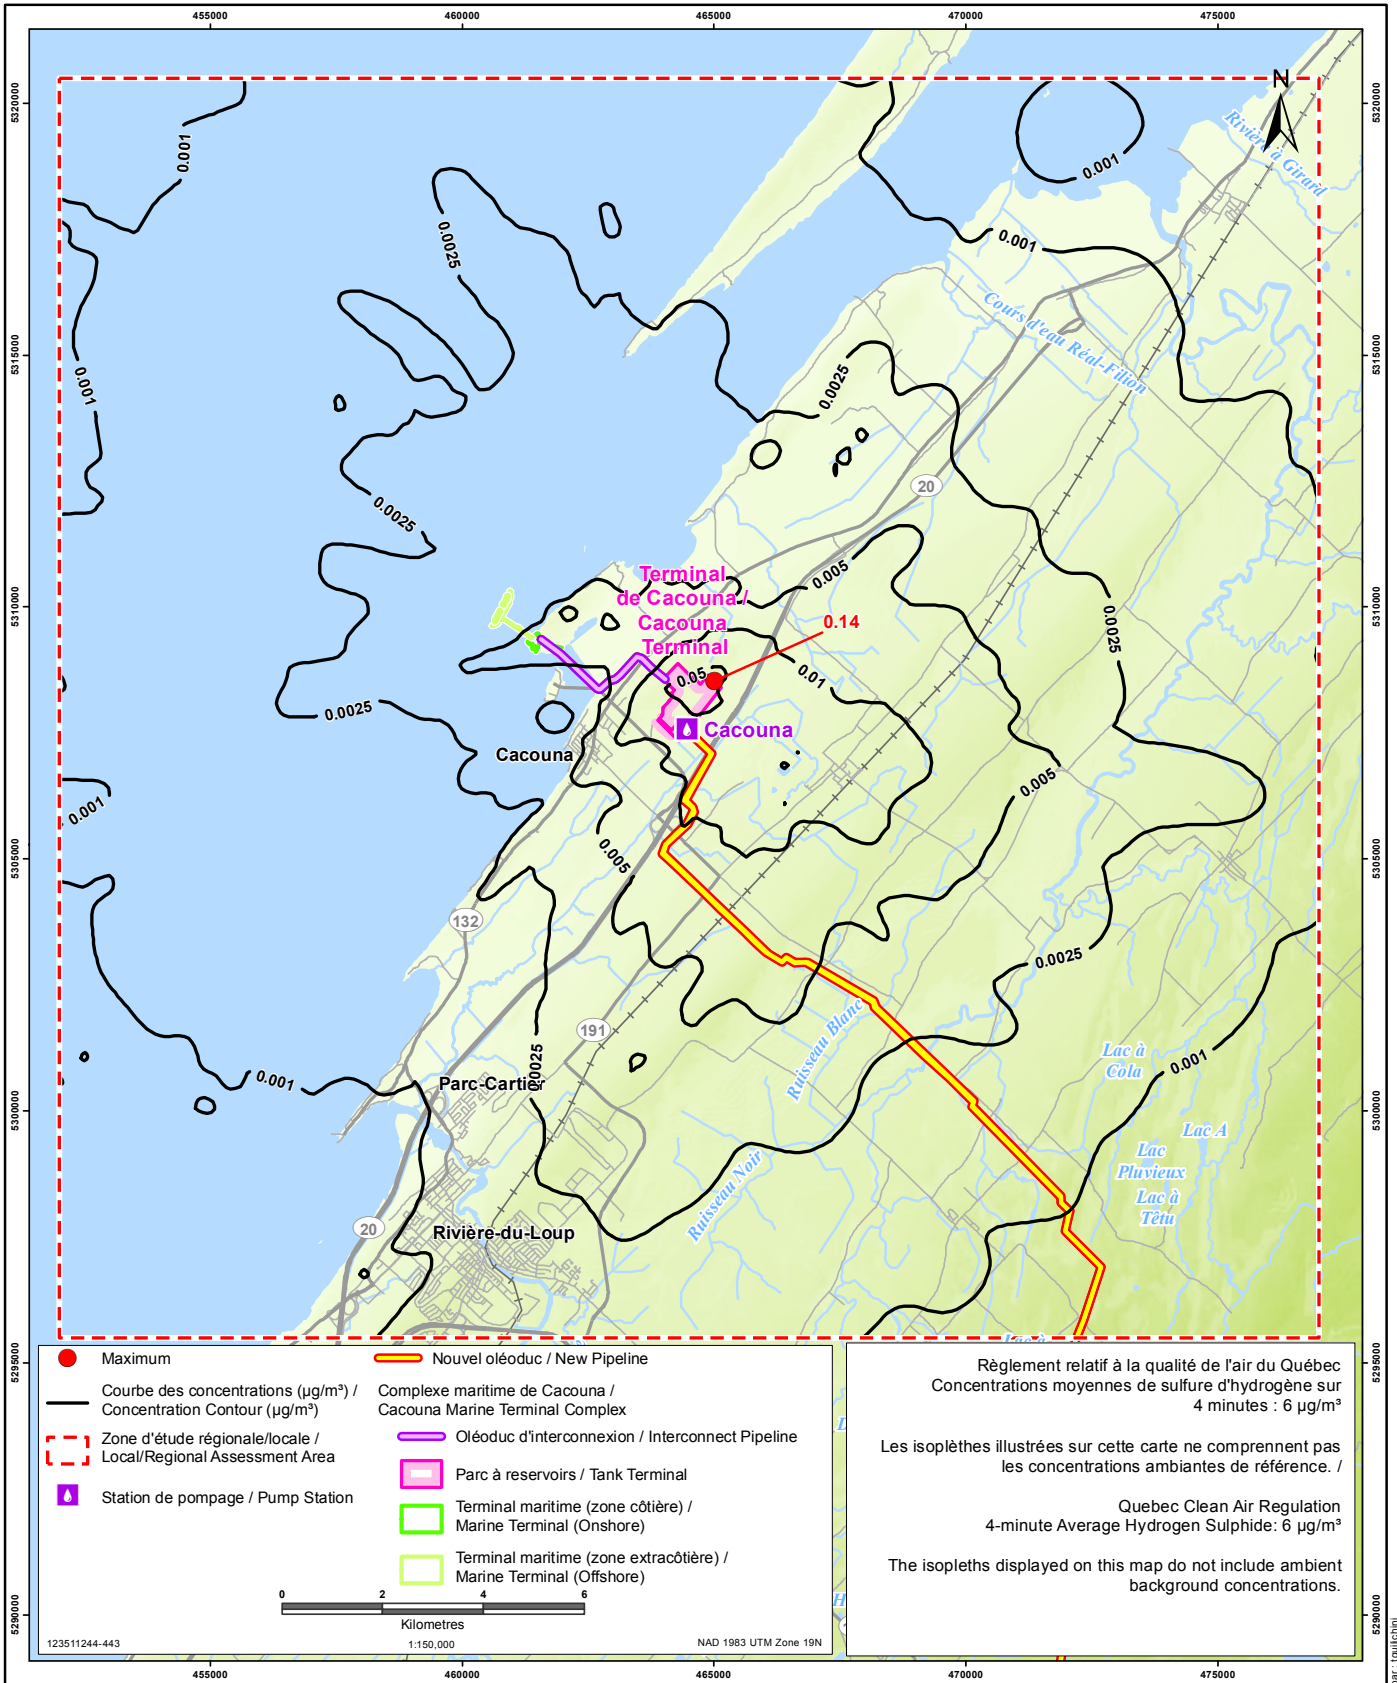 455000
460000
465000
470000
475000
5320000
5315000
5310000
5305000
5300000
5295000
5290000
5320000
5315000
5310000
5305000
5300000
5295000
5290000
N
Rivière à Girard
0.001
0.001
0.001
0.0025
Cours d'eau Réal-Filion
0.001
0.0025
0.0025
20
Terminal
de Cacouna /
Cacouna
Terminal
0.005
0.14
0.0025
0.05
0.01
0.0025
Cacouna
Cacouna
0.005
0.001
0.005
132
0.0025
191
Ruisseau Blanc
0.0025
Lac à
Cola
0.001
0.001
Parc-Cartier
Lac A
Lac
Pluvieux
Lac à
Têtu
Ruisseau Noir
20
Rivière-du-Loup
Lac à
Maximum
Courbe des concentrations (µg/m³) /
Concentration Contour (µg/m³)
Zone d'étude régionale/locale /
Local/Regional Assessment Area
Station de pompage / Pump Station
Nouvel oléoduc / New Pipeline
Complexe maritime de Cacouna /
Cacouna Marine Terminal Complex
Oléoduc d'interconnexion / Interconnect Pipeline
Parc à reservoirs / Tank Terminal
Terminal maritime (zone côtière) /
Marine Terminal (Onshore)
Terminal maritime (zone extracôtière) /
Marine Terminal (Offshore)
0 2 4 6
Kilometres
123511244-443
1:150,000
NAD 1983 UTM Zone 19N
Règlement relatif à la qualité de l'air du Québec
Concentrations moyennes de sulfure d'hydrogène sur
4 minutes : 6 µg/m³
Les isoplèthes illustrées sur cette carte ne comprennent pas
les concentrations ambiantes de référence. /
Quebec Clean Air Regulation
4-minute Average Hydrogen Sulphide: 6 µg/m³
The isopleths displayed on this map do not include ambient
background concentrations.
455000
460000
465000
470000
475000